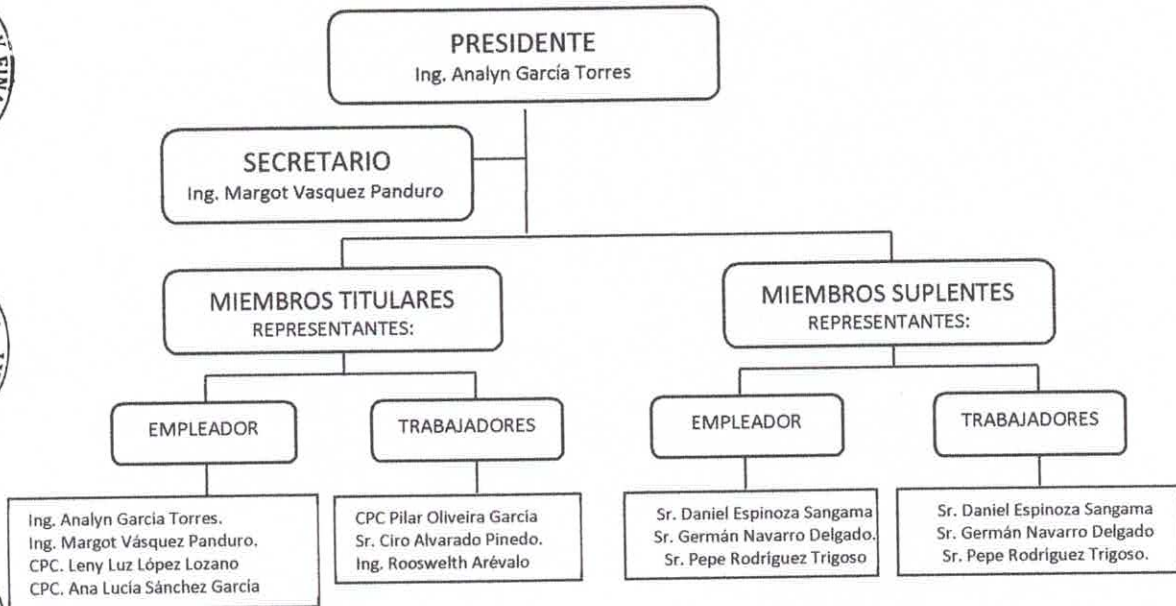 PRESIDENTE
Ing. Analyn García Torres
SECRETARIO
Ing. Margot Vasquez Panduro
MIEMBROS TITULARES
REPRESENTANTES:
MIEMBROS SUPLENTES
REPRESENTANTES:
EMPLEADOR
TRABAJADORES
EMPLEADOR
TRABAJADORES
Ing. Analyn García Torres.
Ing. Margot Vásquez Panduro.
CPC. Leny Luz López Lozano
CPC. Ana Lucía Sánchez Garcia
CPC Pilar Oliveira Garcia
Sr. Ciro Alvarado Pinedo.
Ing. Rooswelth Arévalo
Sr. Daniel Espinoza Sangama
Sr. Germán Navarro Delgado.
Sr. Pepe Rodríguez Trigoso
Sr. Daniel Espinoza Sangama
Sr. Germán Navarro Delgado
Sr. Pepe Rodríguez Trigoso.